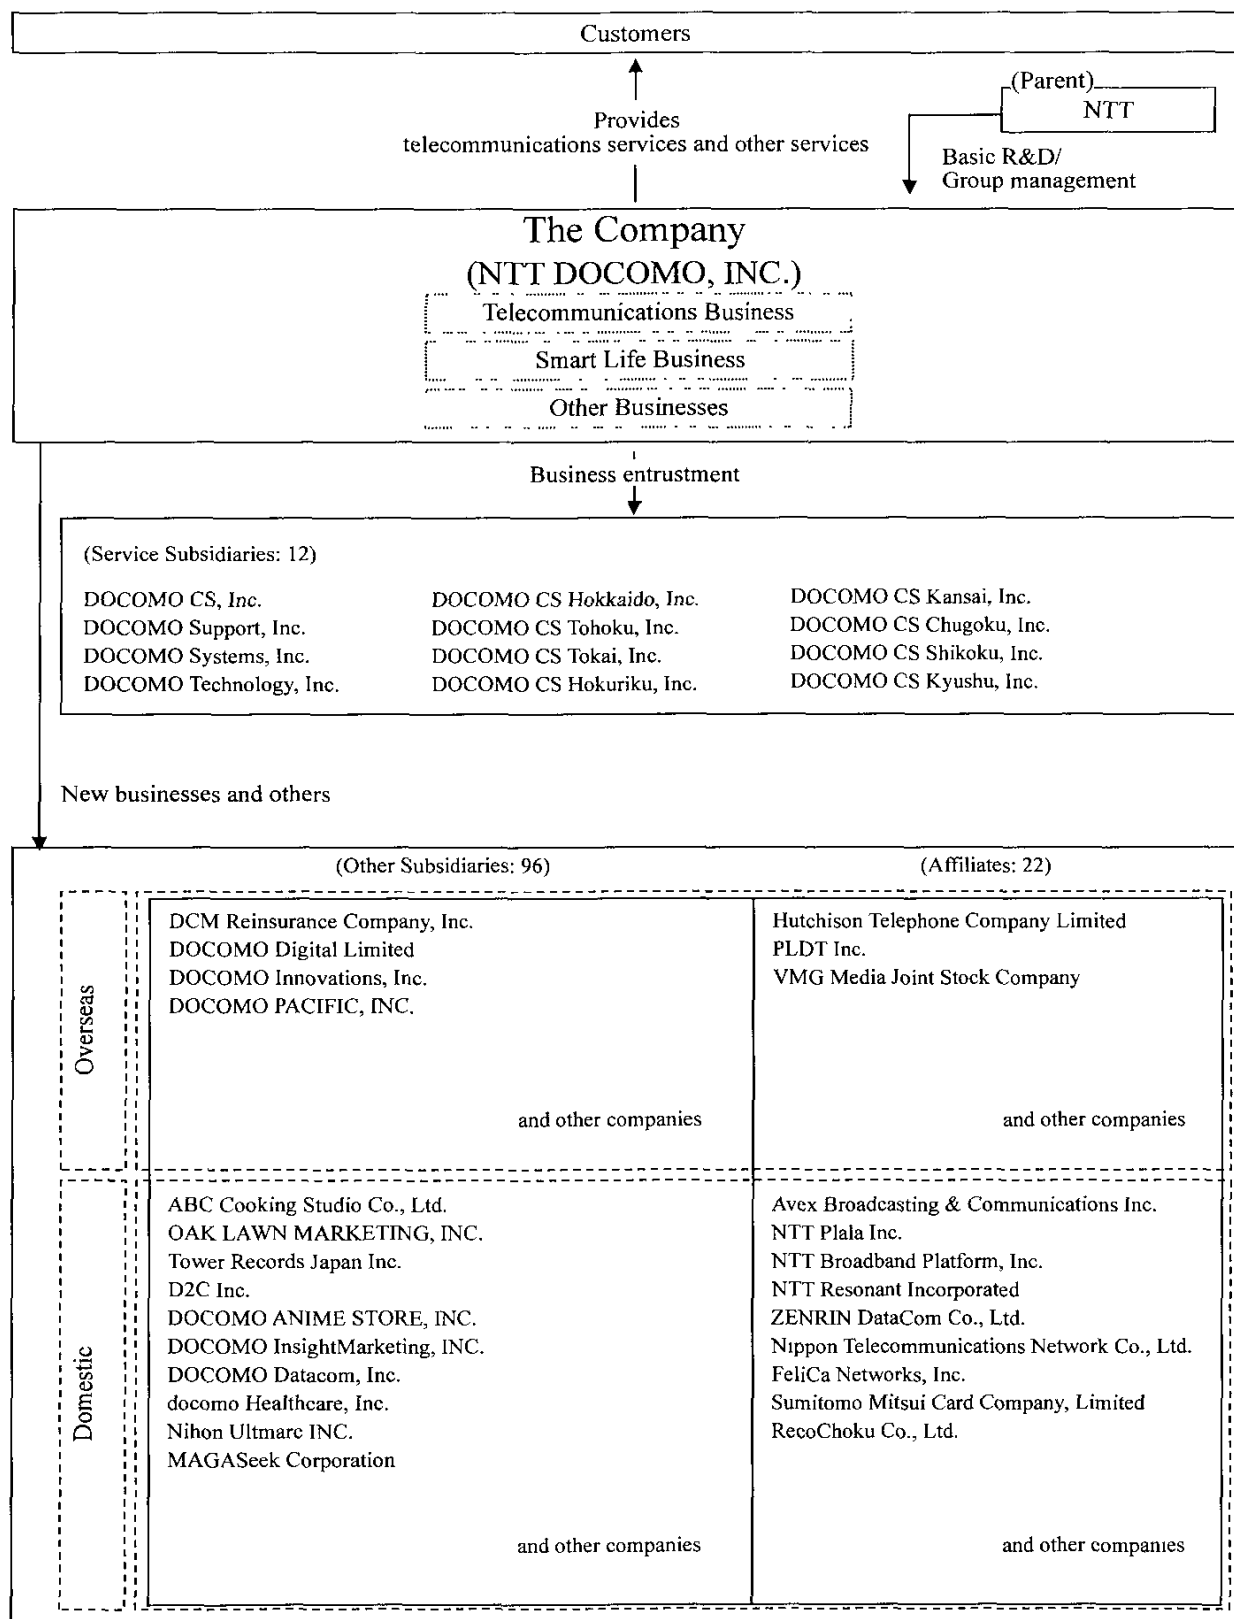 Customers
(Parent)
NTT
Provides
telecommunications services and other services
Basic R&D/
Group management
The Company
(NTT DOCOMO, INC.)
Telecommunications Business
Smart Life Business
Other Businesses
Business entrustment
(Service Subsidiaries: 12)
DOCOMO CS, Inc.
DOCOMO Support, Inc.
DOCOMO Systems, Inc.
DOCOMO Technology, Inc.
DOCOMO CS Hokkaido, Inc.
DOCOMO CS Tohoku, Inc.
DOCOMO CS Tokai, Inc.
DOCOMO CS Hokuriku, Inc.
DOCOMO CS Kansai, Inc.
DOCOMO CS Chugoku, Inc.
DOCOMO CS Shikoku, Inc.
DOCOMO CS Kyushu, Inc.
New businesses and others
(Other Subsidiaries: 96)
(Affiliates: 22)
Overseas
DCM Reinsurance Company, Inc.
DOCOMO Digital Limited
DOCOMO Innovations, Inc.
DOCOMO PACIFIC, INC.
and other companies
Hutchison Telephone Company Limited
PLDT Inc.
VMG Media Joint Stock Company
and other companies
Domestic
ABC Cooking Studio Co., Ltd.
OAK LAWN MARKETING, INC.
Tower Records Japan Inc.
D2C Inc.
DOCOMO ANIME STORE, INC.
DOCOMO InsightMarketing, INC.
DOCOMO Datacom, Inc.
docomo Healthcare, Inc.
Nihon Ultmarc INC.
MAGASeek Corporation
and other companies
Avex Broadcasting & Communications Inc.
NTT Plala Inc.
NTT Broadband Platform, Inc.
NTT Resonant Incorporated
ZENRIN DataCom Co., Ltd.
Nippon Telecommunications Network Co., Ltd.
FeliCa Networks, Inc.
Sumitomo Mitsui Card Company, Limited
RecoChoku Co., Ltd.
and other companies